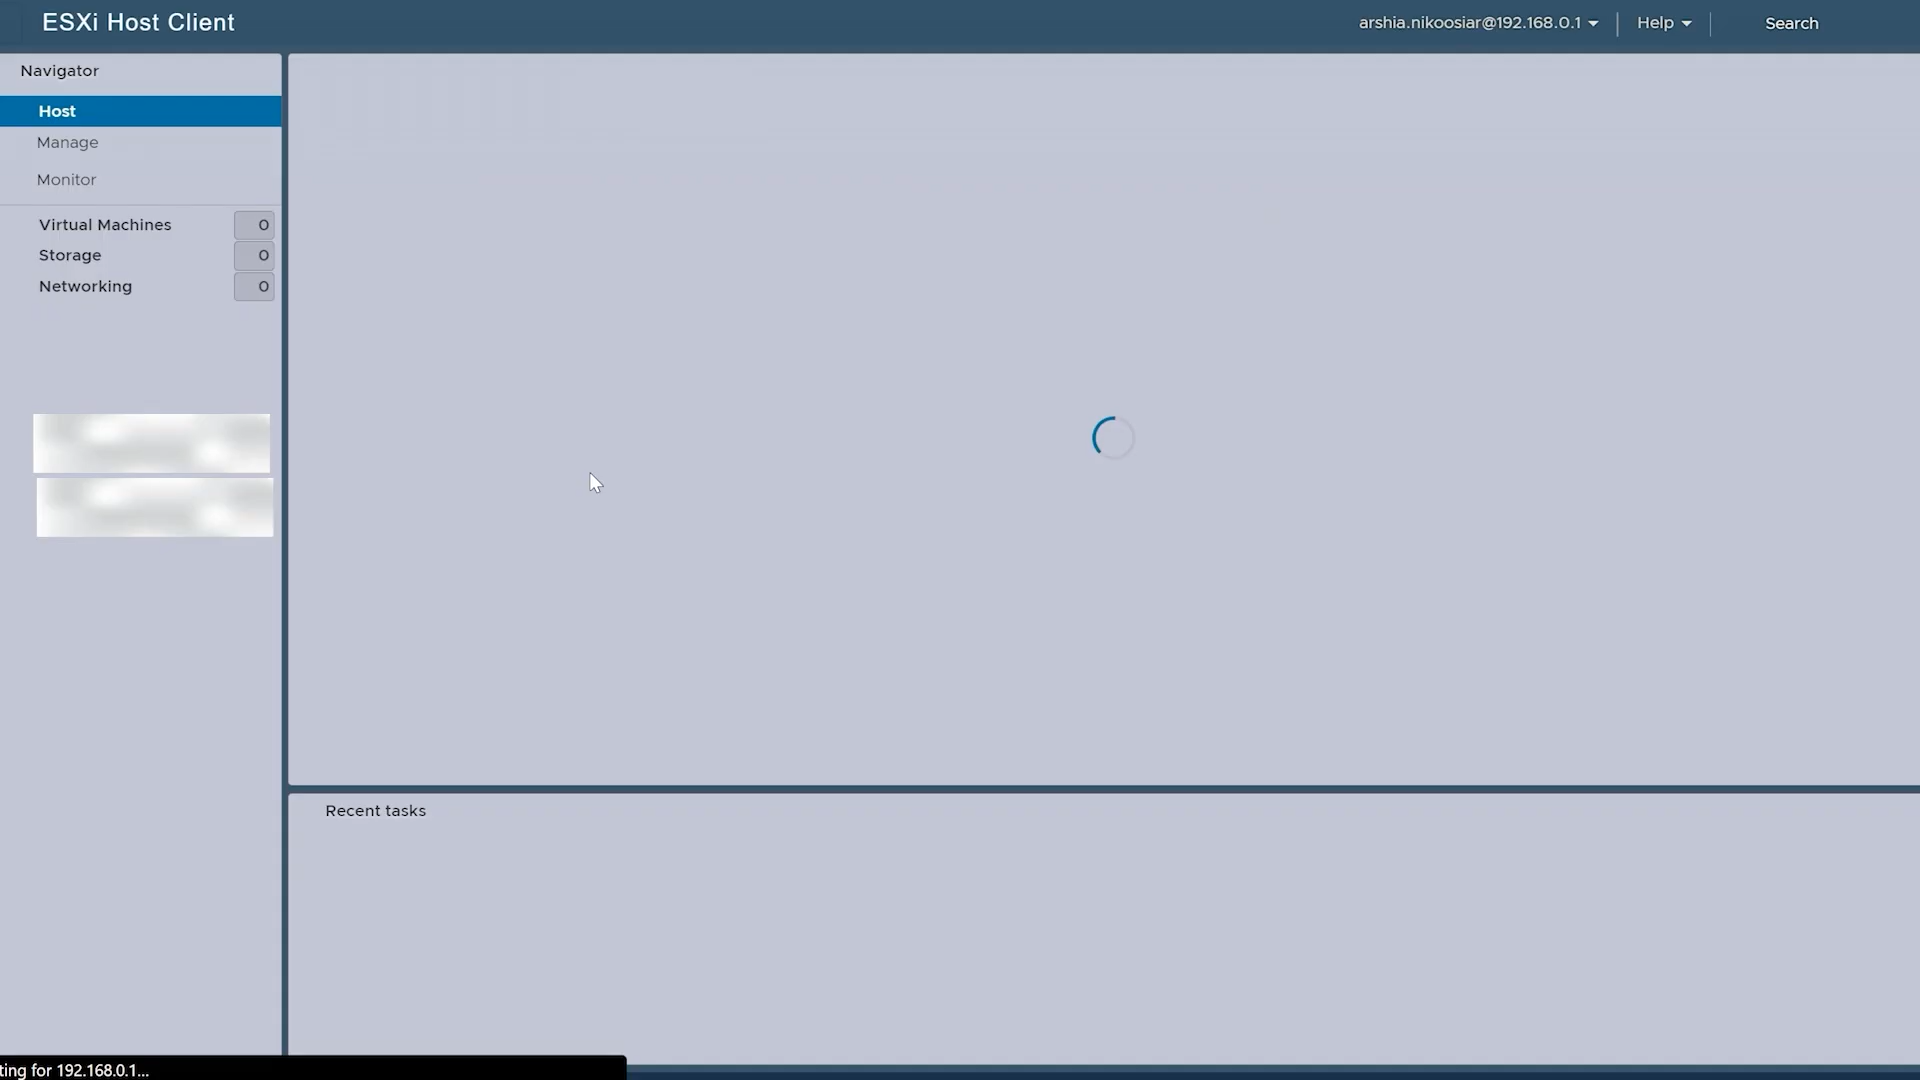 ESXi Host Client
arshia.nikoosiar@192.168.0.1
Help
Search
Navigator
Host
Manage
Monitor
Virtual Machines 0
Storage 0
Networking 0
Recent tasks
ting for 192.168.0.1...